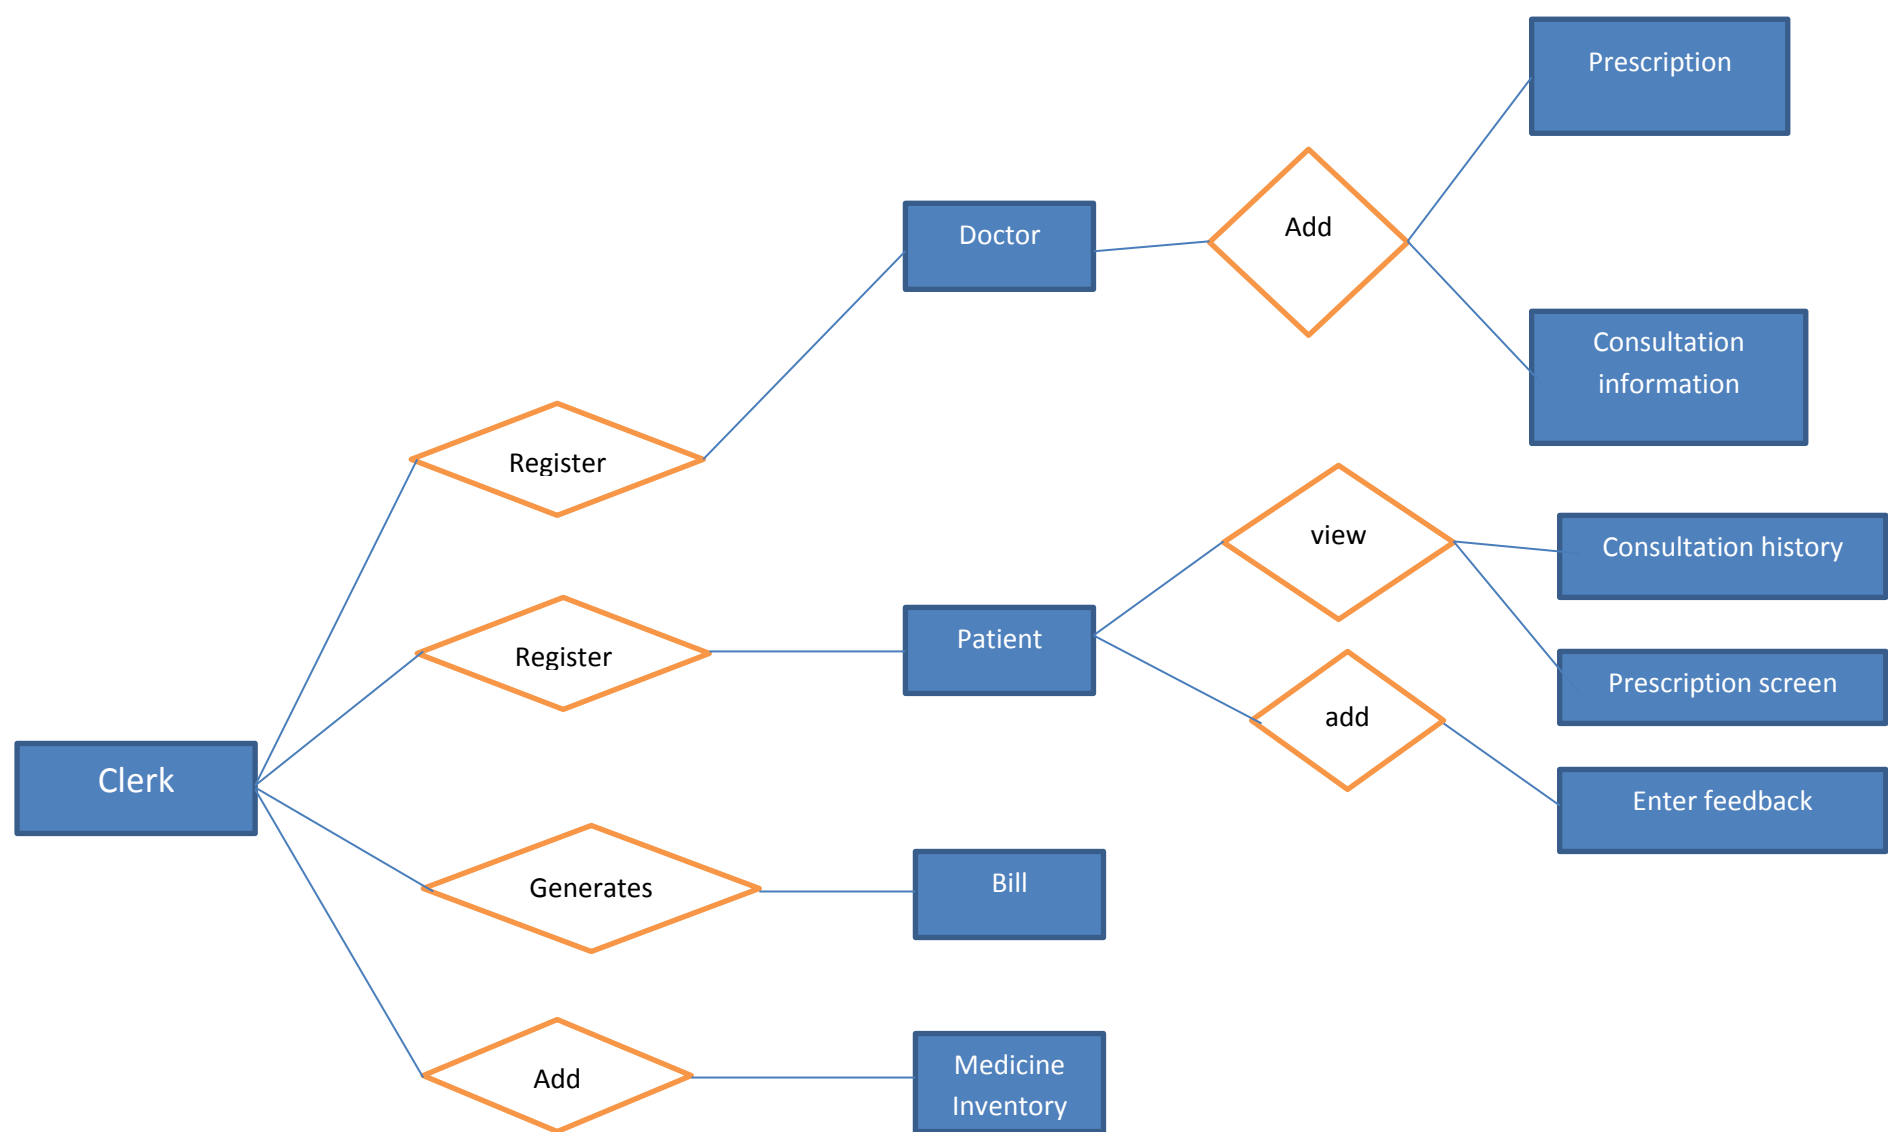 Prescription
Doctor
Add
Consultation
information
Register
view
Consultation history
Register
Patient
Prescription screen
add
Clerk
Enter feedback
Generates
Bill
Add
Medicine
Inventory